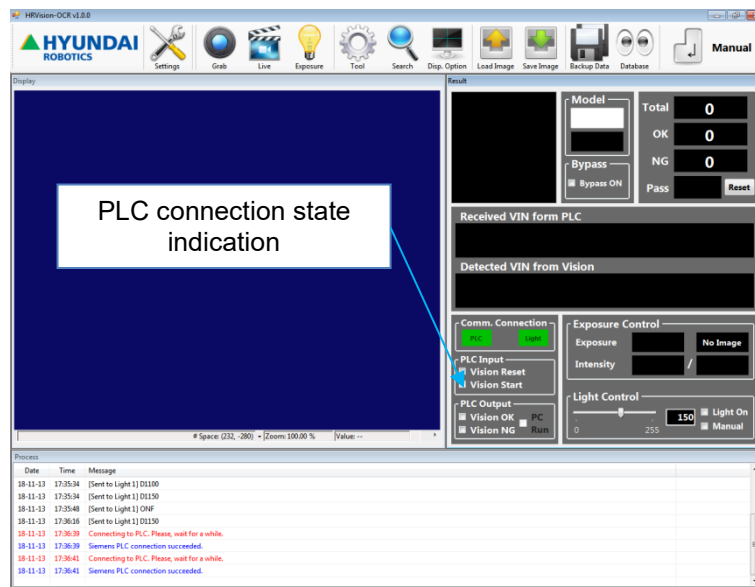 HRVision-OCR v1.0.0
HYUNDAI
ROBOTICS
Settings Grab Live Exposure Tool Search Disp. Option Load Image Save Image Backup Data Database Manual
Display
Result
PLC connection state
indication
Model
Bypass
Bypass ON
Total 0
OK 0
NG 0
Pass Reset
Received VIN form PLC
Detected VIN from Vision
Comm. Connection
PLC Light
PLC Input
Vision Reset
Vision Start
PLC Output
Vision OK
Vision NG
PC
Run
Exposure Control
Exposure No Image
Intensity /
Light Control
0 255 150
Light On
Manual
# Space: (232, -280) Zoom: 100.00 % Value: --
Process
Date Time Message
18-11-13 17:35:34 [Sent to Light 1] D1100
18-11-13 17:35:34 [Sent to Light 1] D1150
18-11-13 17:35:48 [Sent to Light 1] ONF
18-11-13 17:36:16 [Sent to Light 1] D1150
18-11-13 17:36:39 Connecting to PLC. Please, wait for a while.
18-11-13 17:36:39 Siemens PLC connection succeeded.
18-11-13 17:36:41 Connecting to PLC. Please, wait for a while.
18-11-13 17:36:41 Siemens PLC connection succeeded.